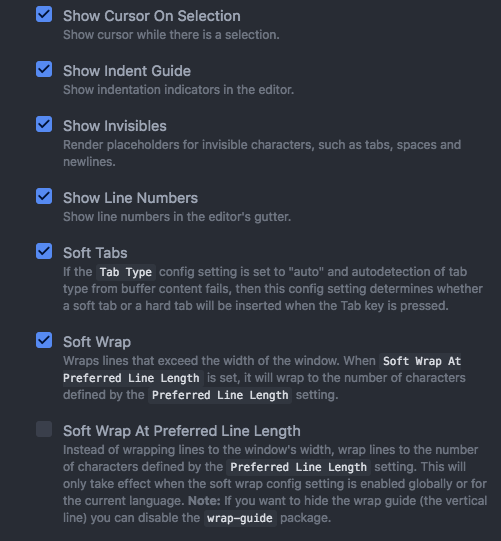 Show Cursor On Selection
Show cursor while there is a selection.
Show Indent Guide
Show indentation indicators in the editor.
Show Invisibles
Render placeholders for invisible characters, such as tabs, spaces and
newlines.
Show Line Numbers
Show line numbers in the editor's gutter.
Soft Tabs
If the Tab Type config setting is set to "auto" and autodetection of tab
type from buffer content fails, then this config setting determines whether
a soft tab or a hard tab will be inserted when the Tab key is pressed.
Soft Wrap
Wraps lines that exceed the width of the window. When Soft Wrap At
Preferred Line Length is set, it will wrap to the number of characters
defined by the Preferred Line Length setting.
Soft Wrap At Preferred Line Length
Instead of wrapping lines to the window's width, wrap lines to the number
of characters defined by the Preferred Line Length setting. This will
only take effect when the soft wrap config setting is enabled globally or for
the current language. Note: If you want to hide the wrap guide (the vertical
line) you can disable the wrap-guide package.